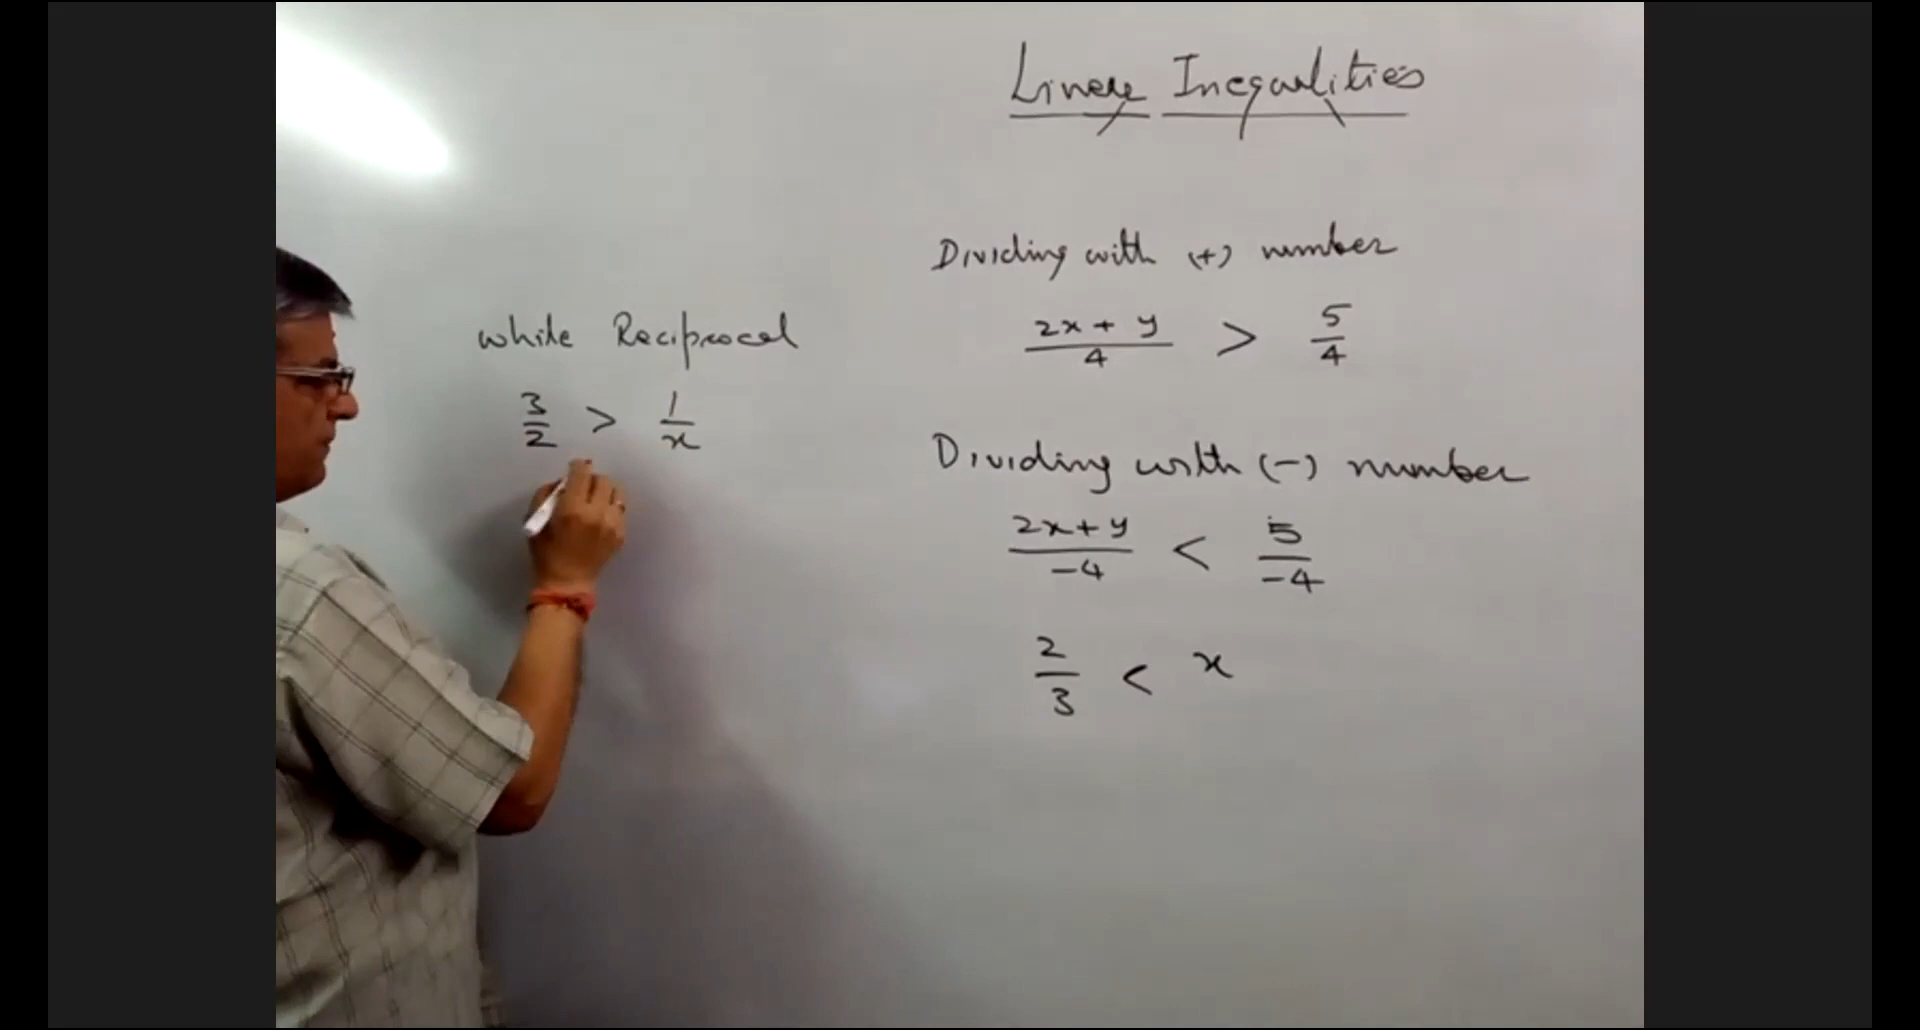 Linear Inequalities
Dividing with (+) number
2x + y / 4 > 5 / 4
while Reciprocal
3 / 2 > 1 / x
Dividing with (-) number
2x + y / -4 < 5 / -4
2 / 3 < x